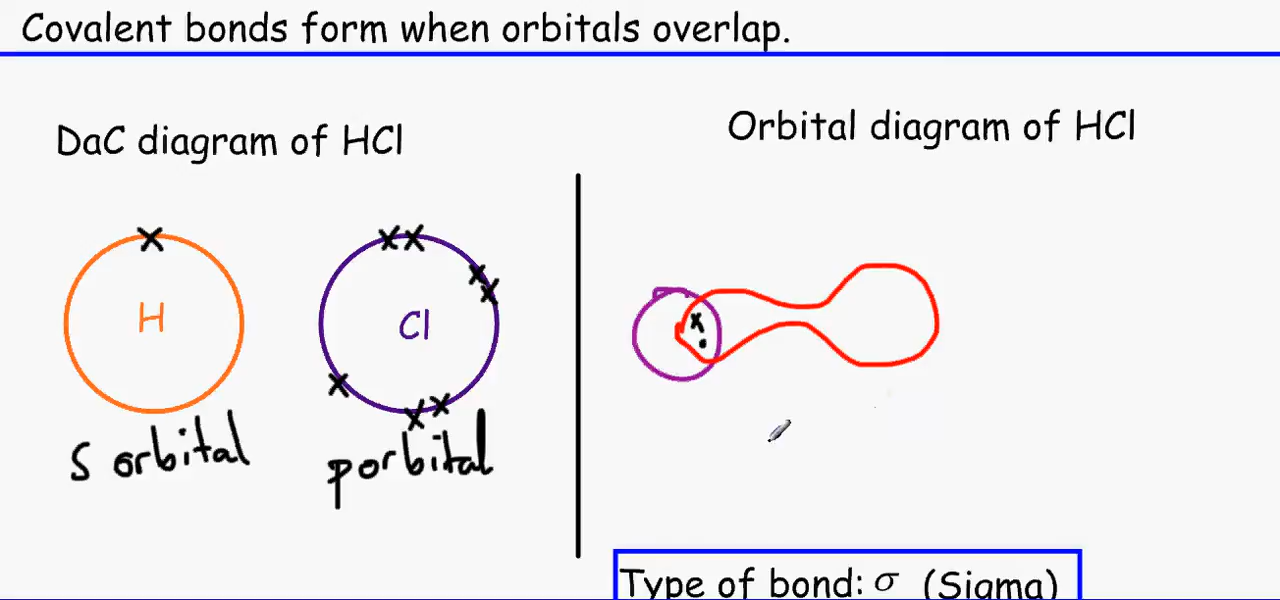 Covalent bonds form when orbitals overlap.
DaC diagram of HCl
Orbital diagram of HCl
H
Cl
s orbital
p orbital
Type of bond: σ (Sigma)